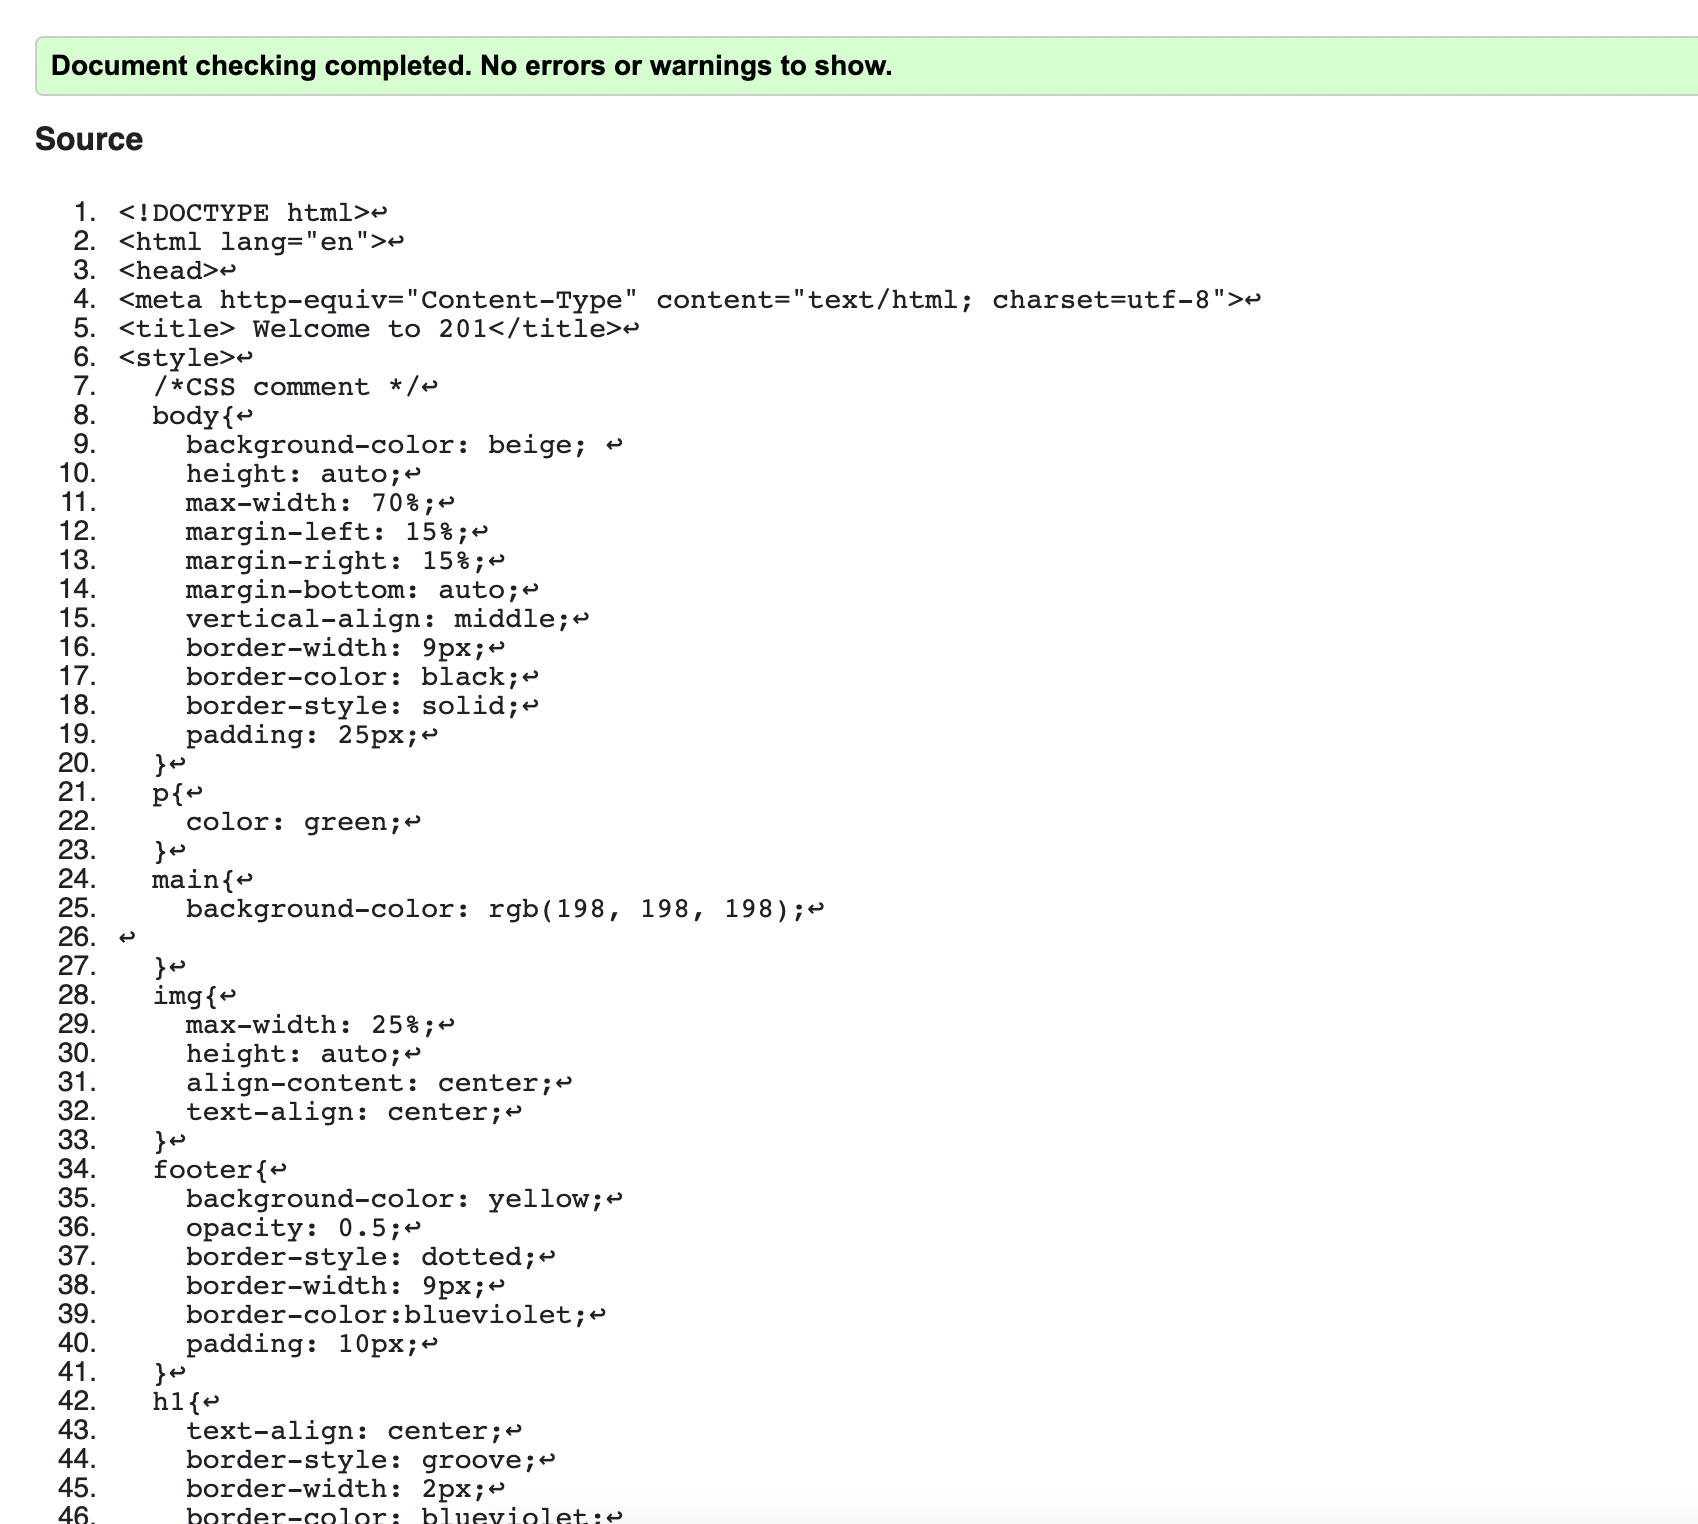 Document checking completed. No errors or warnings to show.
Source
1. <!DOCTYPE html>↩
2. <html lang="en">↩
3. <head>↩
4. <meta http-equiv="Content-Type" content="text/html; charset=utf-8">↩
5. <title> Welcome to 201</title>↩
6. <style>↩
7.   /*CSS comment */↩
8.   body{↩
9.     background-color: beige; ↩
10.     height: auto;↩
11.     max-width: 70%;↩
12.     margin-left: 15%;↩
13.     margin-right: 15%;↩
14.     margin-bottom: auto;↩
15.     vertical-align: middle;↩
16.     border-width: 9px;↩
17.     border-color: black;↩
18.     border-style: solid;↩
19.     padding: 25px;↩
20.   }↩
21.   p{↩
22.     color: green;↩
23.   }↩
24.   main{↩
25.     background-color: rgb(198, 198, 198);↩
26. ↩
27.   }↩
28.   img{↩
29.     max-width: 25%;↩
30.     height: auto;↩
31.     align-content: center;↩
32.     text-align: center;↩
33.   }↩
34.   footer{↩
35.     background-color: yellow;↩
36.     opacity: 0.5;↩
37.     border-style: dotted;↩
38.     border-width: 9px;↩
39.     border-color:blueviolet;↩
40.     padding: 10px;↩
41.   }↩
42.   h1{↩
43.     text-align: center;↩
44.     border-style: groove;↩
45.     border-width: 2px;↩
46.     border-color: blueviolet;↩